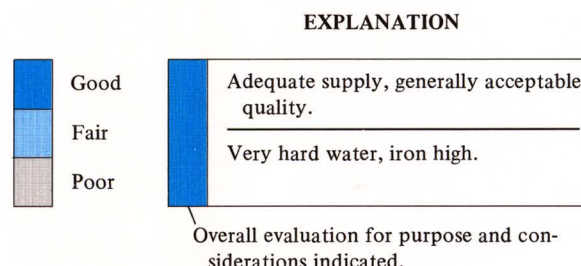 EXPLANATION
Good
Fair
Poor
Adequate supply, generally acceptable
quality.
Very hard water, iron high.
Overall evaluation for purpose and con-
siderations indicated.